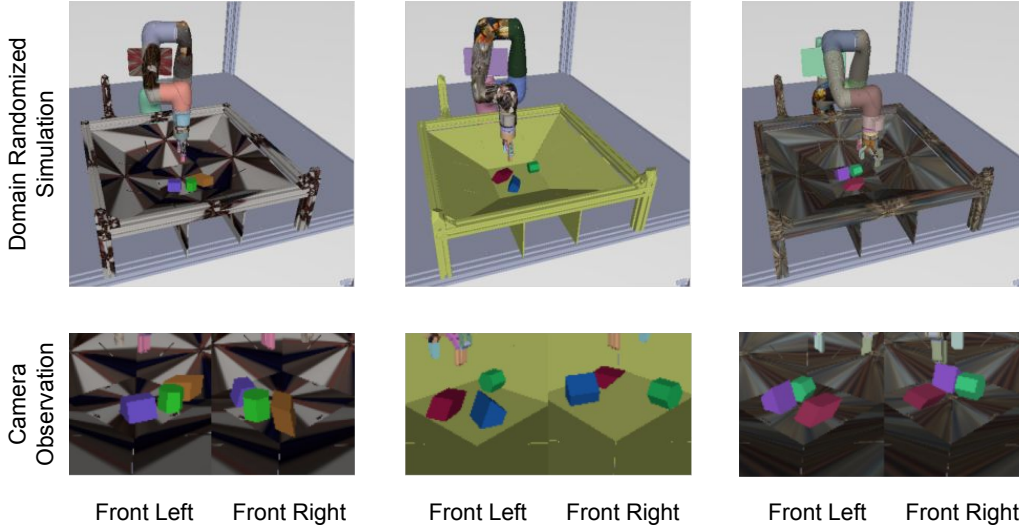 Domain Randomized
Simulation
Camera
Observation
Front Left Front Right Front Left Front Right Front Left Front Right